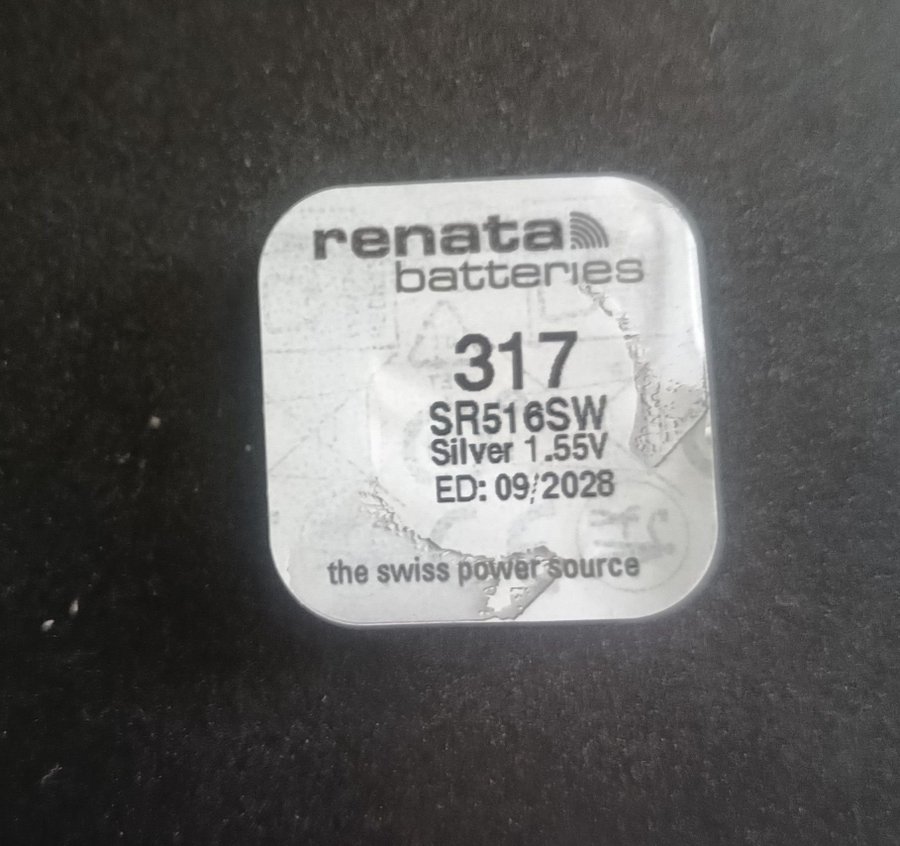 renata
batteries
317
SR516SW
Silver 1.55V
ED: 09/2028
the swiss power source